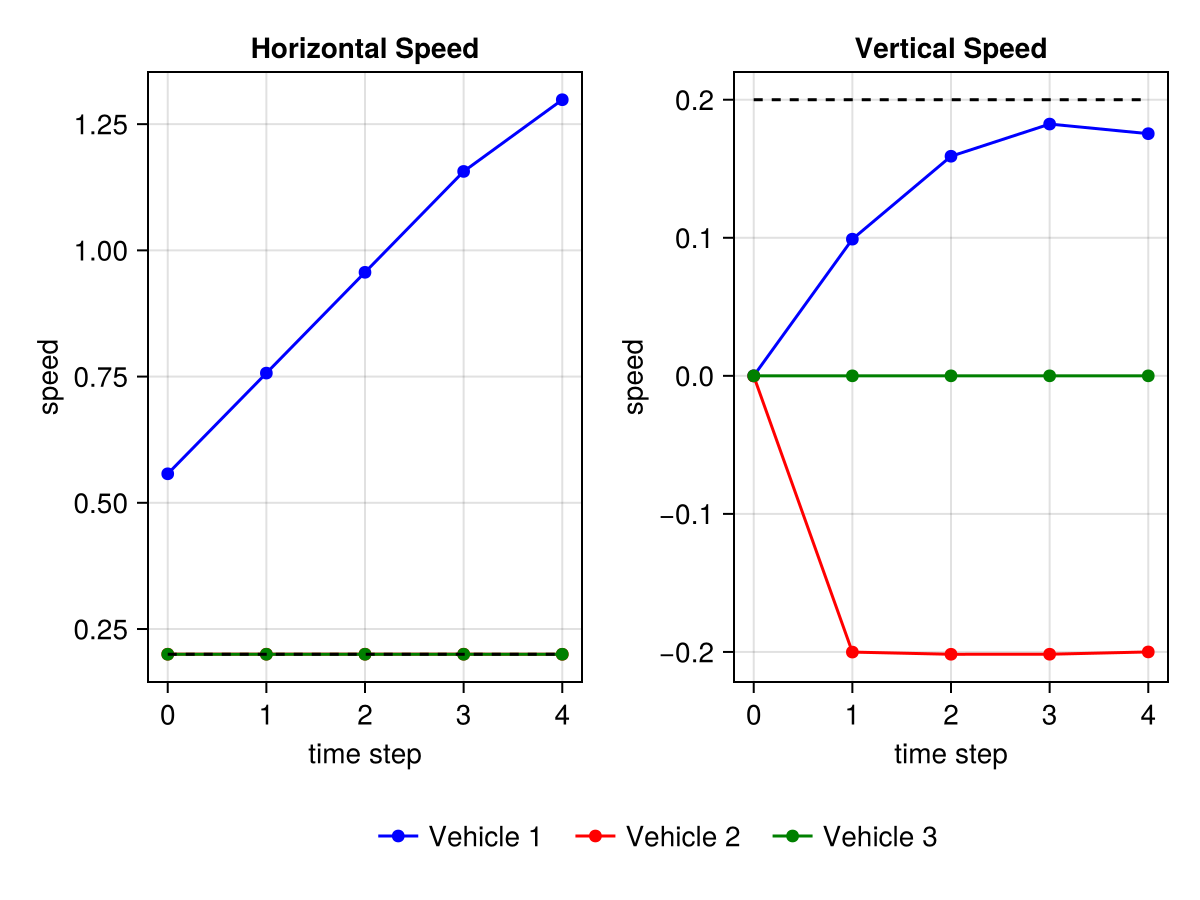 Horizontal Speed
1.25
1.00
0.75
0.50
0.25
speed
0 1 2 3 4
time step
Vertical Speed
0.2
0.1
0.0
−0.1
−0.2
speed
0 1 2 3 4
time step
Vehicle 1 Vehicle 2 Vehicle 3